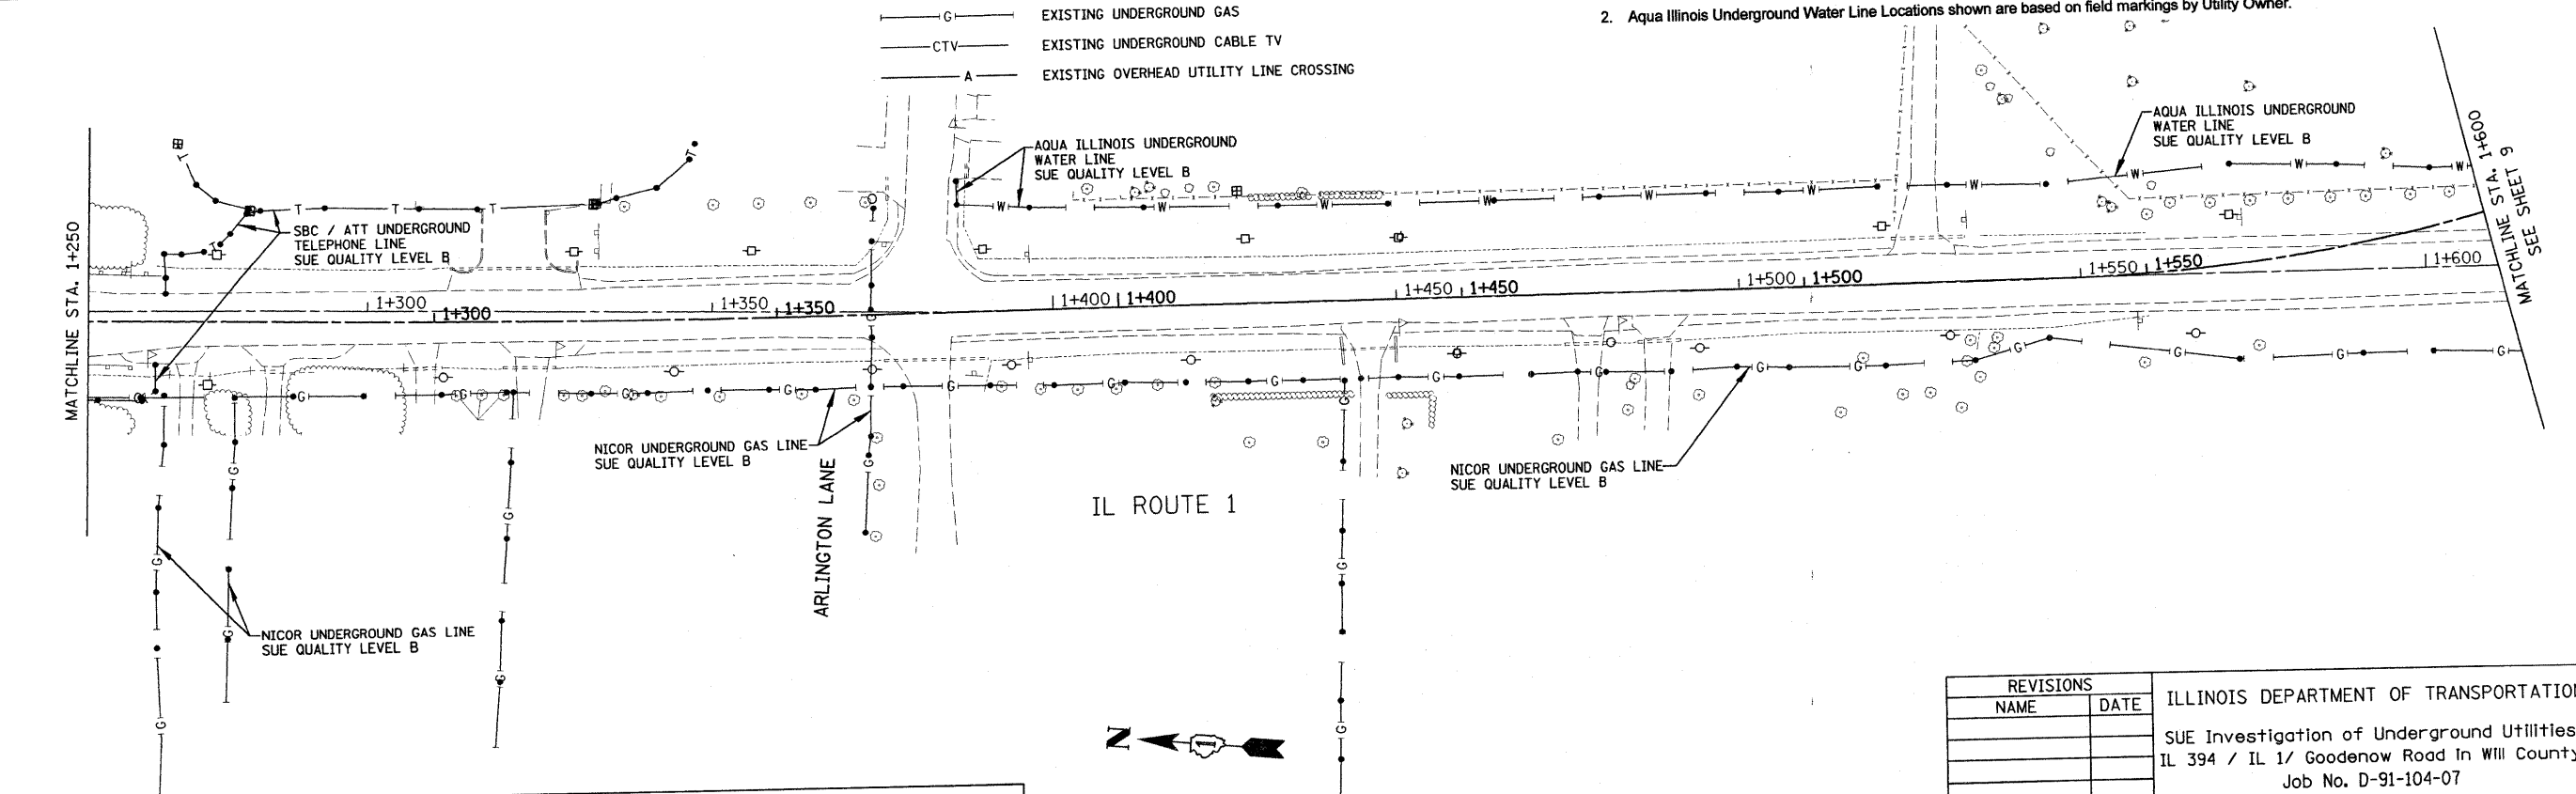 G EXISTING UNDERGROUND GAS
CTV EXISTING UNDERGROUND CABLE TV
A EXISTING OVERHEAD UTILITY LINE CROSSING
2. Aqua Illinois Underground Water Line Locations shown are based on field markings by Utility Owner.
AQUA ILLINOIS UNDERGROUND
WATER LINE
SUE QUALITY LEVEL B
AQUA ILLINOIS UNDERGROUND
WATER LINE
SUE QUALITY LEVEL B
T T T T T T
W W W W W W W W W W
SBC / ATT UNDERGROUND
TELEPHONE LINE
SUE QUALITY LEVEL B
MATCHLINE STA. 1+250
MATCHLINE STA. 1+600
SEE SHEET 9
1+300 1+350 1+400 1+450 1+500 1+550 1+600
1+300 1+350 1+400 1+450 1+500 1+550
G G G G G G G G G G G G G G
NICOR UNDERGROUND GAS LINE
SUE QUALITY LEVEL B
ARLINGTON LANE
NICOR UNDERGROUND GAS LINE
SUE QUALITY LEVEL B
IL ROUTE 1
G G G G G G G G G G
NICOR UNDERGROUND GAS LINE
SUE QUALITY LEVEL B
N 1
REVISIONS
NAME DATE
ILLINOIS DEPARTMENT OF TRANSPORTATION
SUE Investigation of Underground Utilities
IL 394 / IL 1/ Goodenow Road in Will County
Job No. D-91-104-07